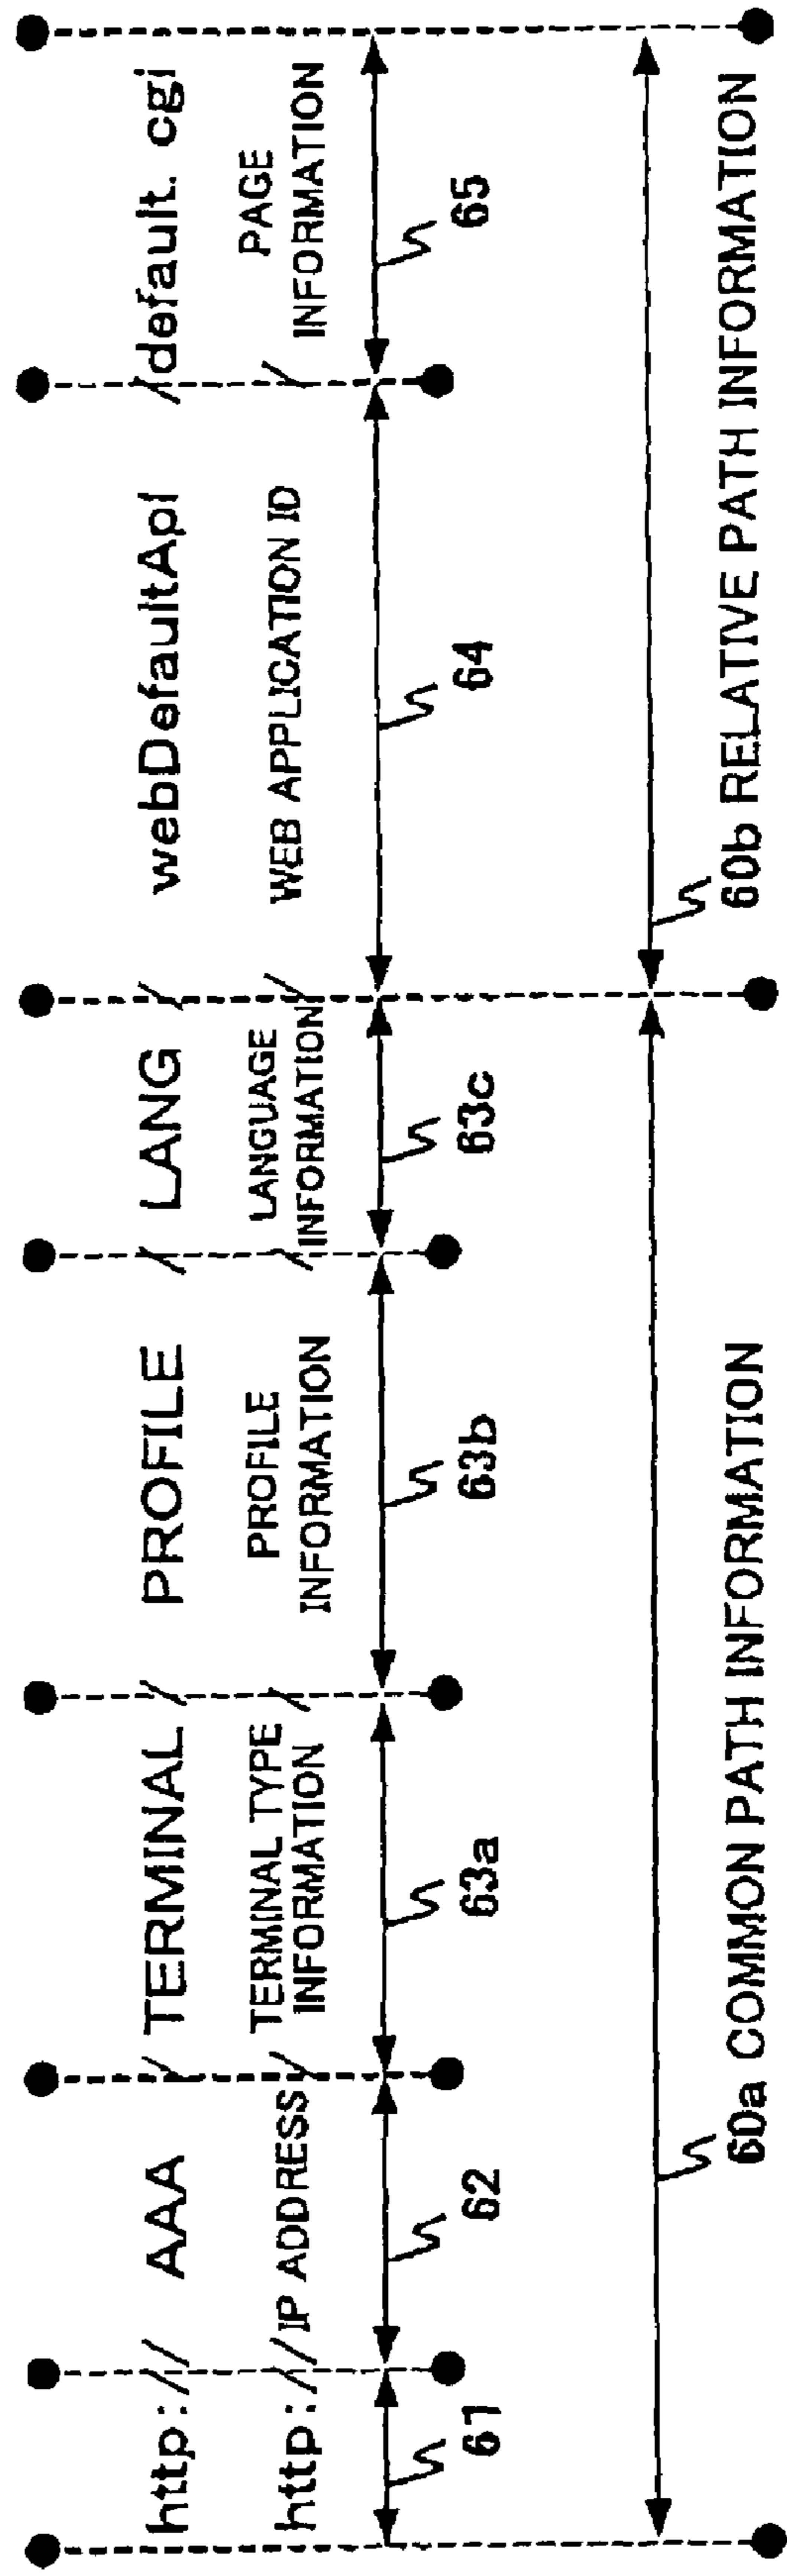 http:// AAA / TERMINAL / PROFILE / LANG / webDefaultApl /default. cgi
http:// IP ADDRESS / TERMINAL TYPE INFORMATION / PROFILE INFORMATION / LANGUAGE INFORMATION / WEB APPLICATION ID / PAGE INFORMATION
61 62 63a 63b 63c 64 65
60a COMMON PATH INFORMATION 60b RELATIVE PATH INFORMATION